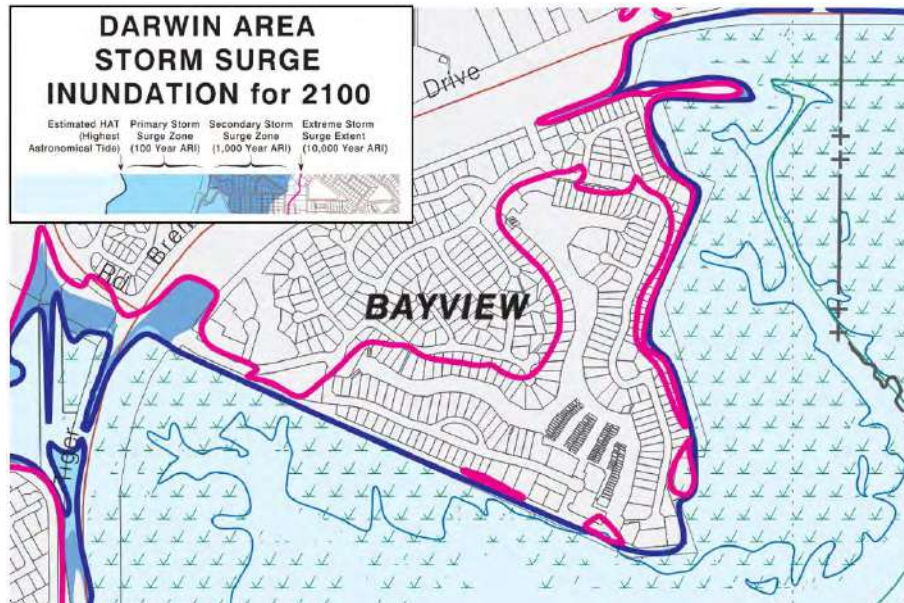 DARWIN AREA
STORM SURGE
INUNDATION for 2100
Estimated HAT
(Highest
Astronomical Tide)
Primary Storm
Surge Zone
(100 Year ARI)
Secondary Storm
Surge Zone
(1,000 Year ARI)
Extreme Storm
Surge Extent
(10,000 Year ARI)
Drive
Rd
BAYVIEW